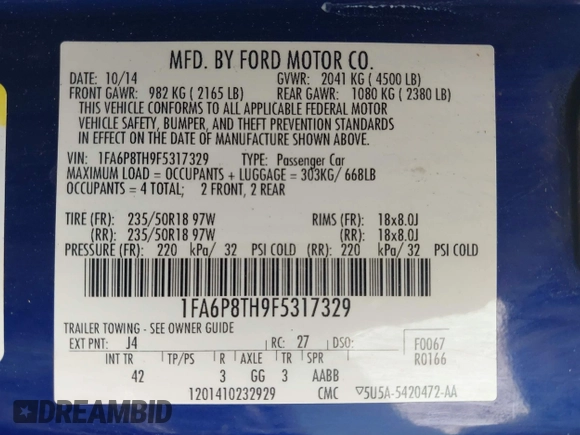 MFD. BY FORD MOTOR CO.
DATE: 10/14 GVWR: 2041 KG ( 4500 LB)
FRONT GAWR: 982 KG ( 2165 LB) REAR GAWR: 1080 KG ( 2380 LB)
THIS VEHICLE CONFORMS TO ALL APPLICABLE FEDERAL MOTOR
VEHICLE SAFETY, BUMPER, AND THEFT PREVENTION STANDARDS
IN EFFECT ON THE DATE OF MANUFACTURE SHOWN ABOVE.
VIN: 1FA6P8TH9F5317329 TYPE: Passenger Car
MAXIMUM LOAD = OCCUPANTS + LUGGAGE = 303KG/ 668LB
OCCUPANTS = 4 TOTAL; 2 FRONT, 2 REAR
TIRE (FR): 235/50R18 97W RIMS (FR): 18x8.0J
(RR): 235/50R18 97W (RR): 18x8.0J
PRESSURE (FR): 220 kPa/ 32 PSI COLD (RR): 220 kPa/ 32 PSI COLD
1FA6P8TH9F5317329
TRAILER TOWING - SEE OWNER GUIDE
EXT PNT: J4 RC: 27 DSO: F0067
INT TR TP/PS R AXLE TR SPR R0166
42 3 GG 3 AABB
1201410232929 CMC ▽5U5A-5420472-AA
DREAMBID